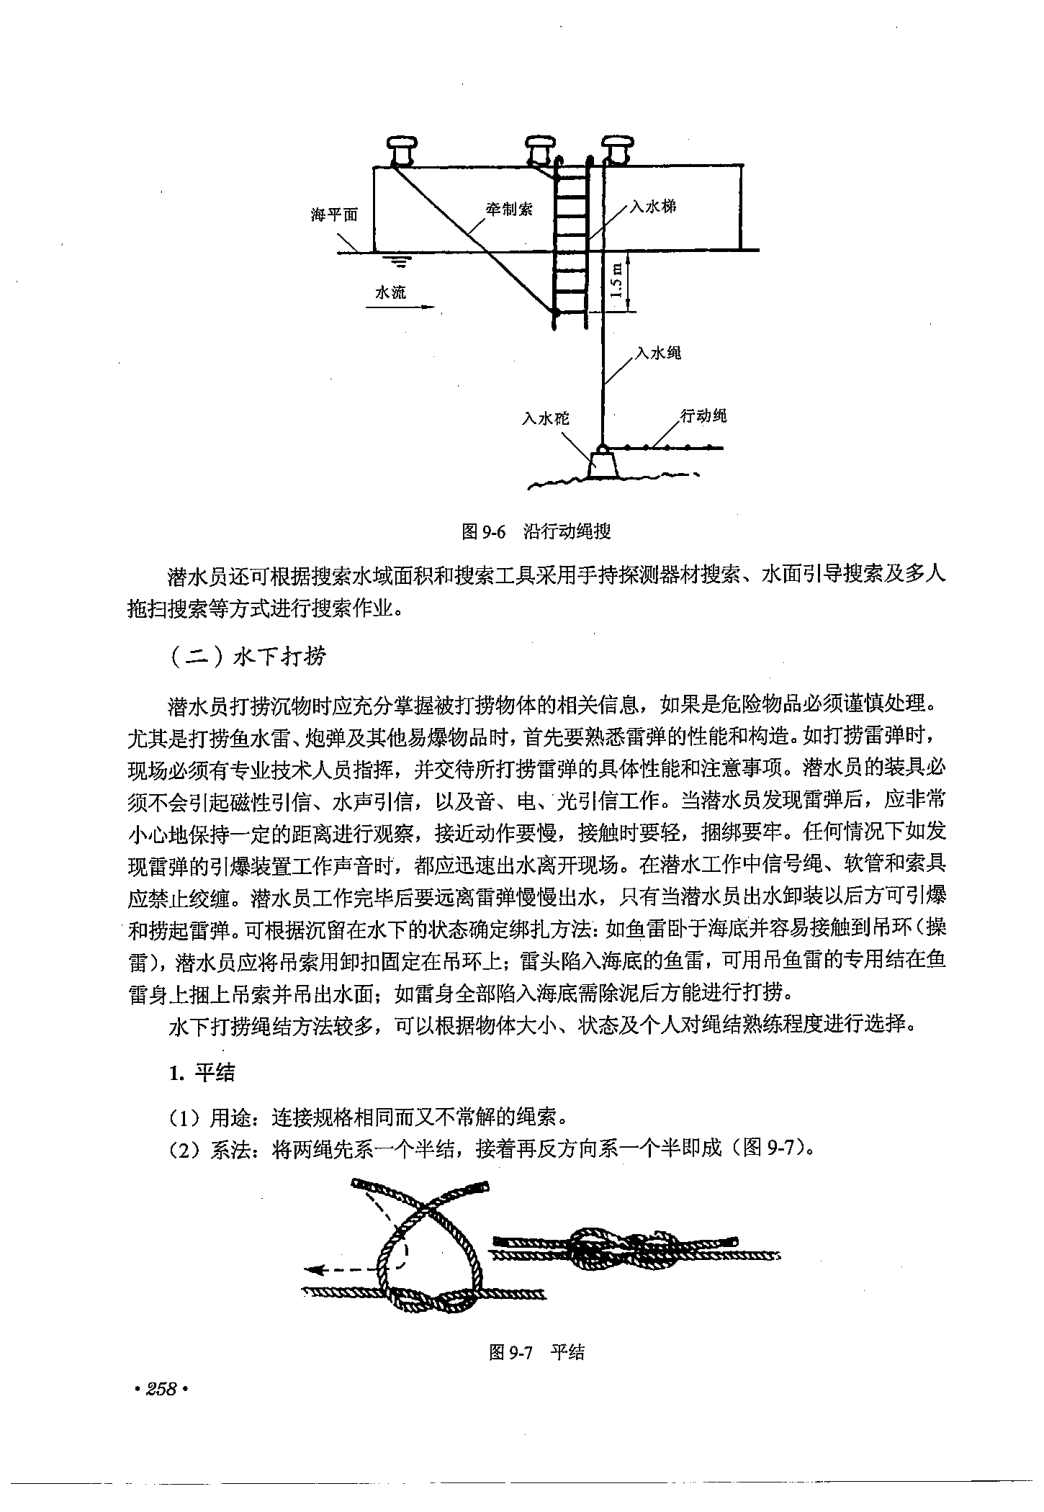 海平面
牵制索
入水梯
水流
1.5 m
入水绳
入水砣
行动绳
图 9-6 沿行动绳搜
潜水员还可根据搜索水域面积和搜索工具采用手持探测器材搜索、水面引导搜索及多人
拖扫搜索等方式进行搜索作业。
（二）水下打捞
潜水员打捞沉物时应充分掌握被打捞物体的相关信息，如果是危险物品必须谨慎处理。
尤其是打捞鱼水雷、炮弹及其他易爆物品时，首先要熟悉雷弹的性能和构造。如打捞雷弹时，
现场必须有专业技术人员指挥，并交待所打捞雷弹的具体性能和注意事项。潜水员的装具必
须不会引起磁性引信、水声引信，以及音、电、光引信工作。当潜水员发现雷弹后，应非常
小心地保持一定的距离进行观察，接近动作要慢，接触时要轻，捆绑要牢。任何情况下如发
现雷弹的引爆装置工作声音时，都应迅速出水离开现场。在潜水工作中信号绳、软管和索具
应禁止绞缠。潜水员工作完毕后要远离雷弹慢慢出水，只有当潜水员出水卸装以后方可引爆
和捞起雷弹。可根据沉留在水下的状态确定绑扎方法：如鱼雷卧于海底并容易接触到吊环（操
雷），潜水员应将吊索用卸扣固定在吊环上；雷头陷入海底的鱼雷，可用吊鱼雷的专用结在鱼
雷身上捆上吊索并吊出水面；如雷身全部陷入海底需除泥后方能进行打捞。
水下打捞绳结方法较多，可以根据物体大小、状态及个人对绳结熟练程度进行选择。
1. 平结
（1）用途：连接规格相同而又不常解的绳索。
（2）系法：将两绳先系一个半结，接着再反方向系一个半即成（图 9-7）。
图 9-7 平结
·258·